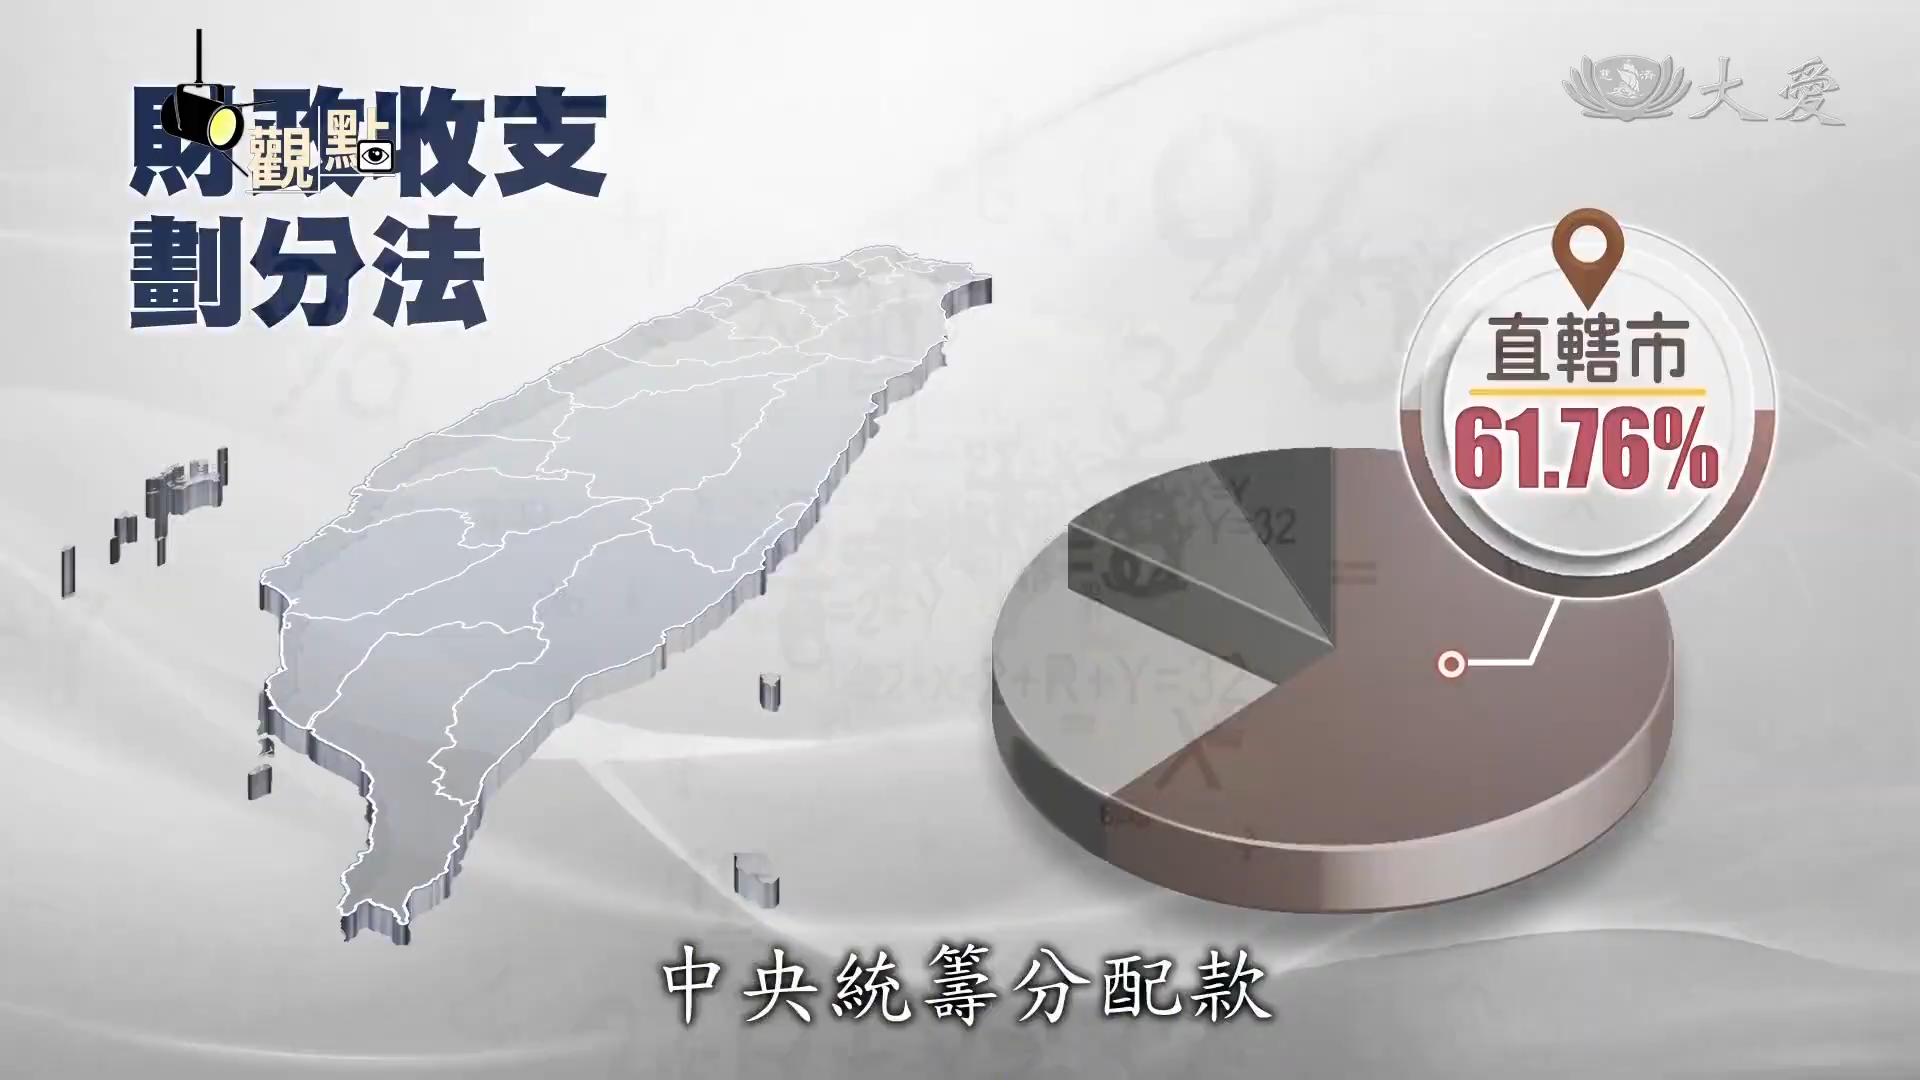 財政收支
劃分法
觀點
大愛
直轄市
61.76%
Y=32
中央統籌分配款